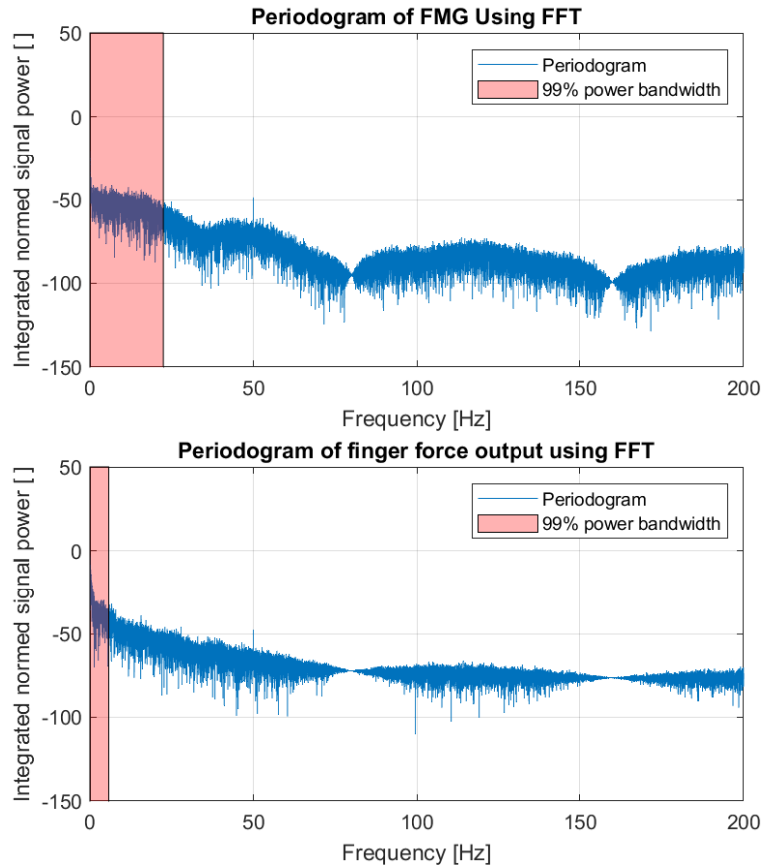 Periodogram of FMG Using FFT
Integrated normed signal power [ ]
50
0
-50
-100
-150
Periodogram
99% power bandwidth
0
50
100
150
200
Frequency [Hz]
Periodogram of finger force output using FFT
Integrated normed signal power [ ]
50
0
-50
-100
-150
Periodogram
99% power bandwidth
0
50
100
150
200
Frequency [Hz]